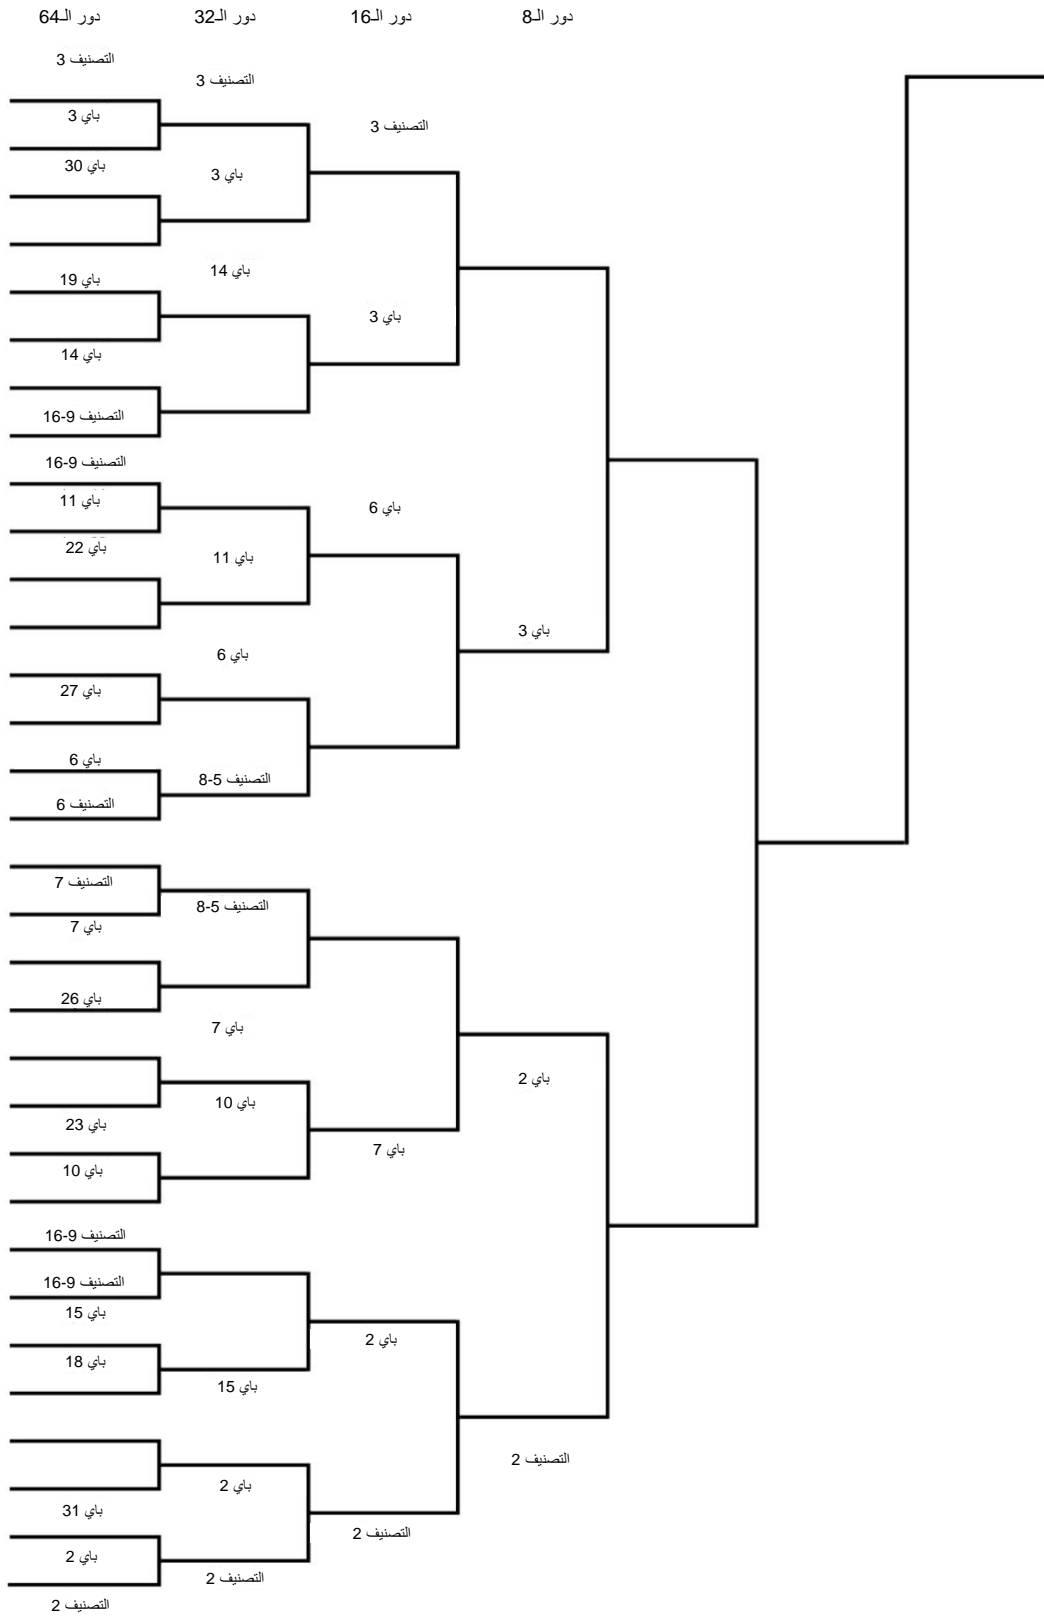 دور الـ64
دور الـ32
دور الـ16
دور الـ8
التصنيف 3
التصنيف 3
باي 3
التصنيف 3
باي 30
باي 3
باي 14
باي 19
باي 3
باي 14
التصنيف 9-16
التصنيف 9-16
باي 11
باي 6
باي 22
باي 11
باي 3
باي 6
باي 27
باي 6
التصنيف 5-8
التصنيف 6
التصنيف 7
التصنيف 5-8
باي 7
باي 26
باي 7
باي 2
باي 10
باي 23
باي 7
باي 10
التصنيف 9-16
التصنيف 9-16
باي 15
باي 2
باي 18
باي 15
التصنيف 2
باي 2
باي 31
التصنيف 2
باي 2
التصنيف 2
التصنيف 2